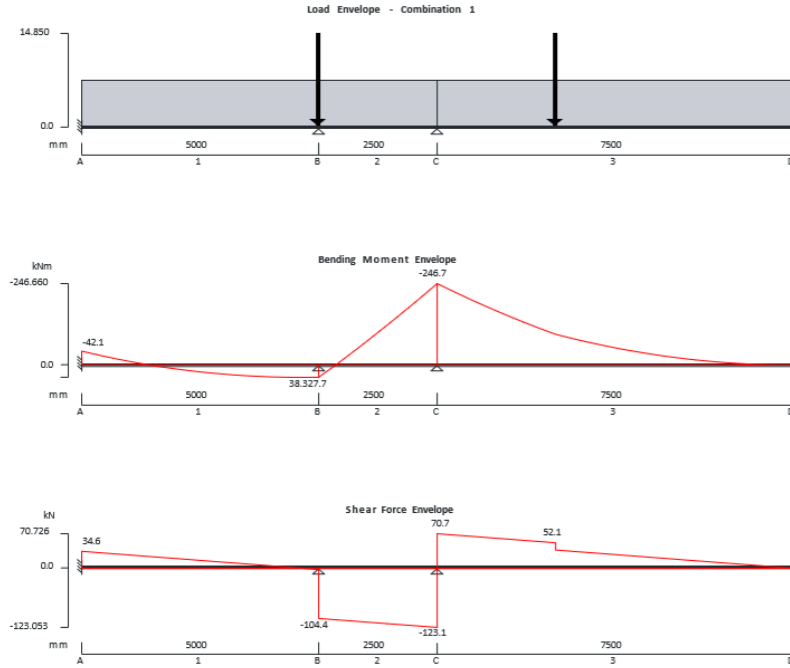 Load Envelope - Combination 1
14.850
0.0
mm 5000 2500 7500
A 1 B 2 C 3 D
Bending Moment Envelope
kNm
-246.7
-246.660
-42.1
0.0
38.327.7
mm 5000 2500 7500
A 1 B 2 C 3 D
Shear Force Envelope
kN
70.726 70.7
34.6 52.1
0.0
-104.4
-123.053 -123.1
mm 5000 2500 7500
A 1 B 2 C 3